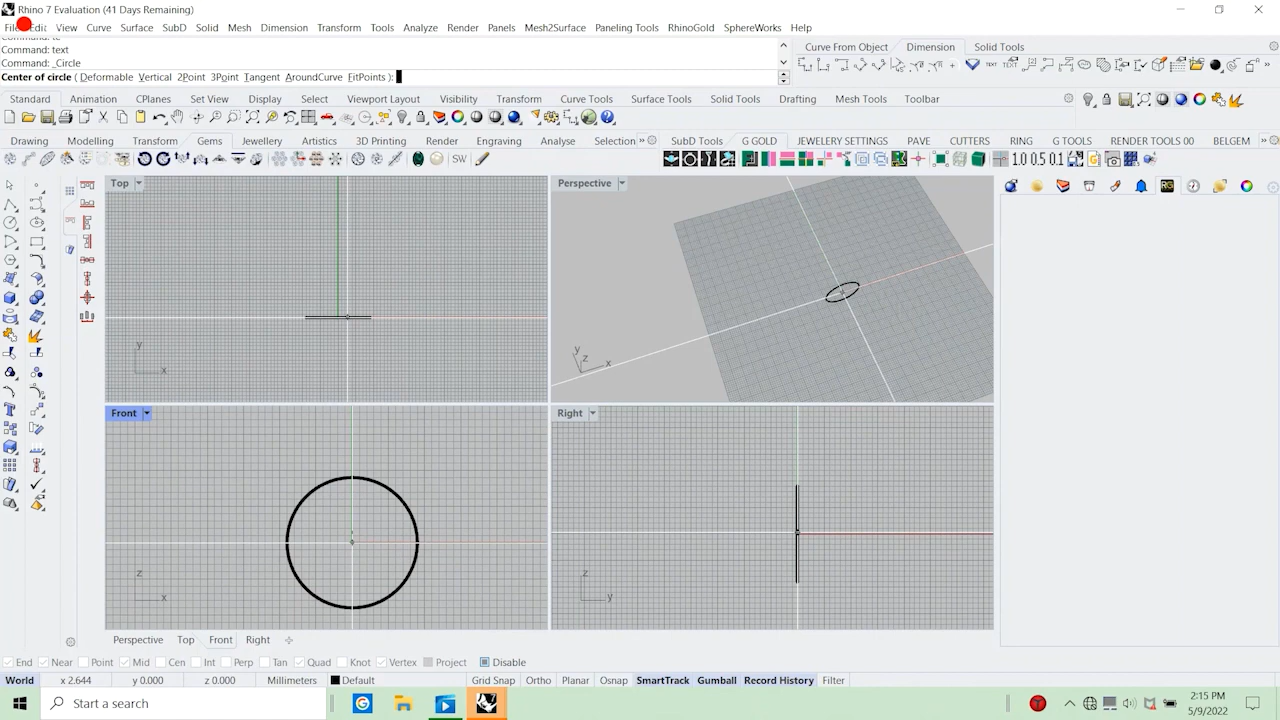 Rhino 7 Evaluation (41 Days Remaining)
File Edit View Curve Surface SubD Solid Mesh Dimension Transform Tools Analyze Render Panels Mesh2Surface Paneling Tools RhinoGold SphereWorks Help
Command: text
Command: _Circle
Center of circle ( Deformable Vertical 2Point 3Point Tangent AroundCurve FitPoints ):
Curve From Object Dimension Solid Tools
Standard Animation CPlanes Set View Display Select Viewport Layout Visibility Transform Curve Tools Surface Tools Solid Tools Drafting Mesh Tools Toolbar
Drawing Modelling Transform Gems Jewellery Artists 3D Printing Render Engraving Analyse Selection » SubD Tools G GOLD JEWELRY SETTINGS PAVE CUTTERS RING G TOOLS RENDER TOOLS 00 BELGEM »
SW 1.0 0.5 0.1
Top
Perspective
y
x
y
z
x
Front
Right
z
x
z
y
Perspective Top Front Right
End Near Point Mid Cen Int Perp Tan Quad Knot Vertex Project Disable
World x 2.644 y 0.000 z 0.000 Millimeters Default Grid Snap Ortho Planar Osnap SmartTrack Gumball Record History Filter
Start a search
2:15 PM
5/9/2022